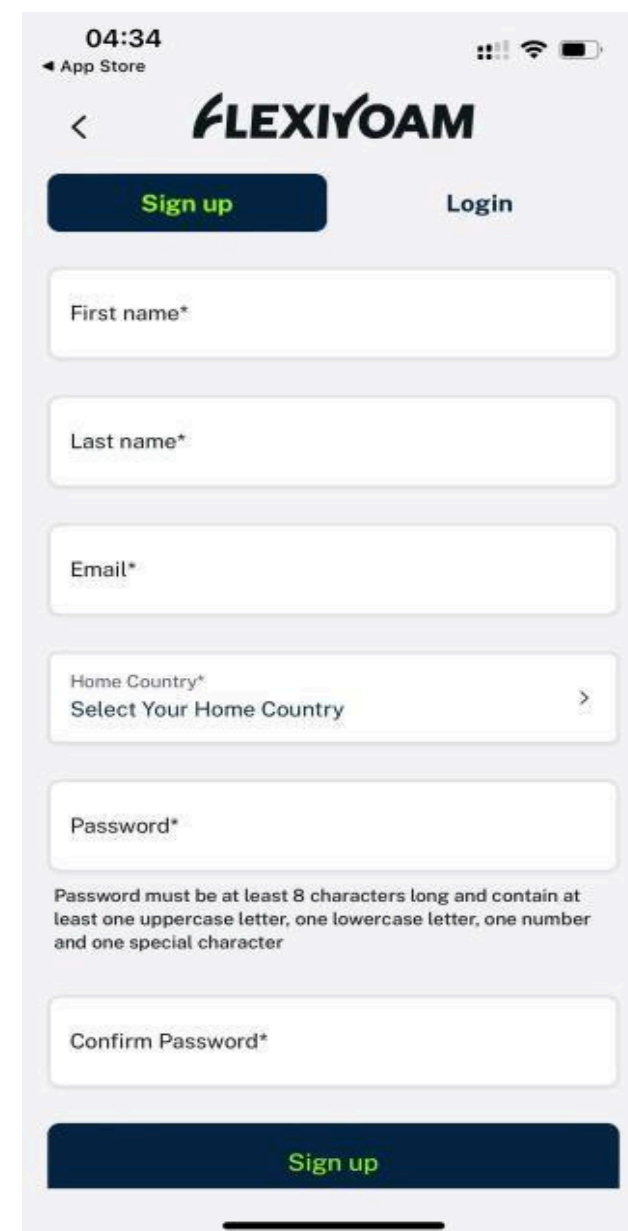 04:34
◀ App Store
<
FLEXIROAM
Sign up
Login
First name*
Last name*
Email*
Home Country*
Select Your Home Country
>
Password*
Password must be at least 8 characters long and contain at
least one uppercase letter, one lowercase letter, one number
and one special character
Confirm Password*
Sign up